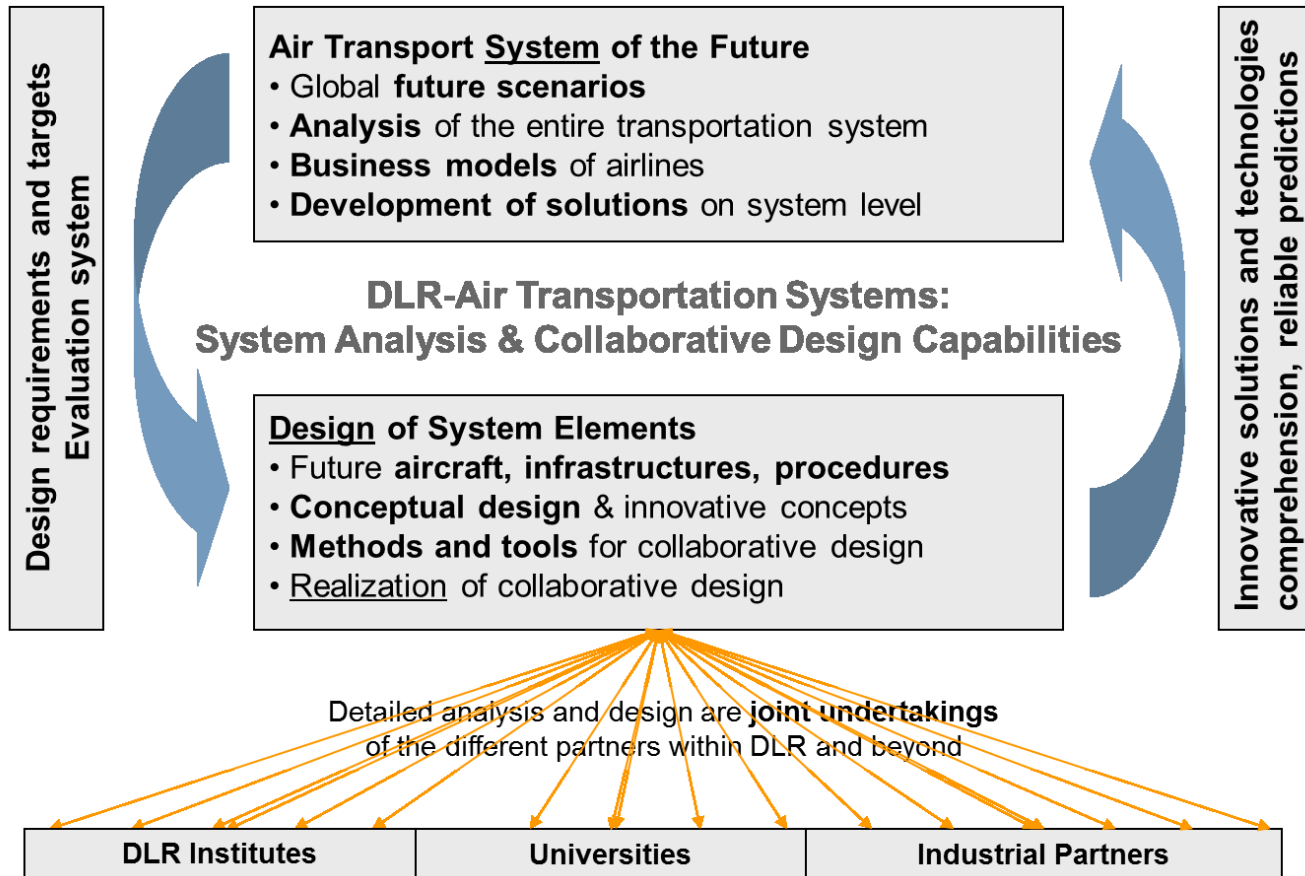 Design requirements and targets
Evaluation system
Air Transport System of the Future
• Global future scenarios
• Analysis of the entire transportation system
• Business models of airlines
• Development of solutions on system level
DLR-Air Transportation Systems:
System Analysis & Collaborative Design Capabilities
Design of System Elements
• Future aircraft, infrastructures, procedures
• Conceptual design & innovative concepts
• Methods and tools for collaborative design
• Realization of collaborative design
Innovative solutions and technologies
comprehension, reliable predictions
Detailed analysis and design are joint undertakings
of the different partners within DLR and beyond
DLR Institutes
Universities
Industrial Partners